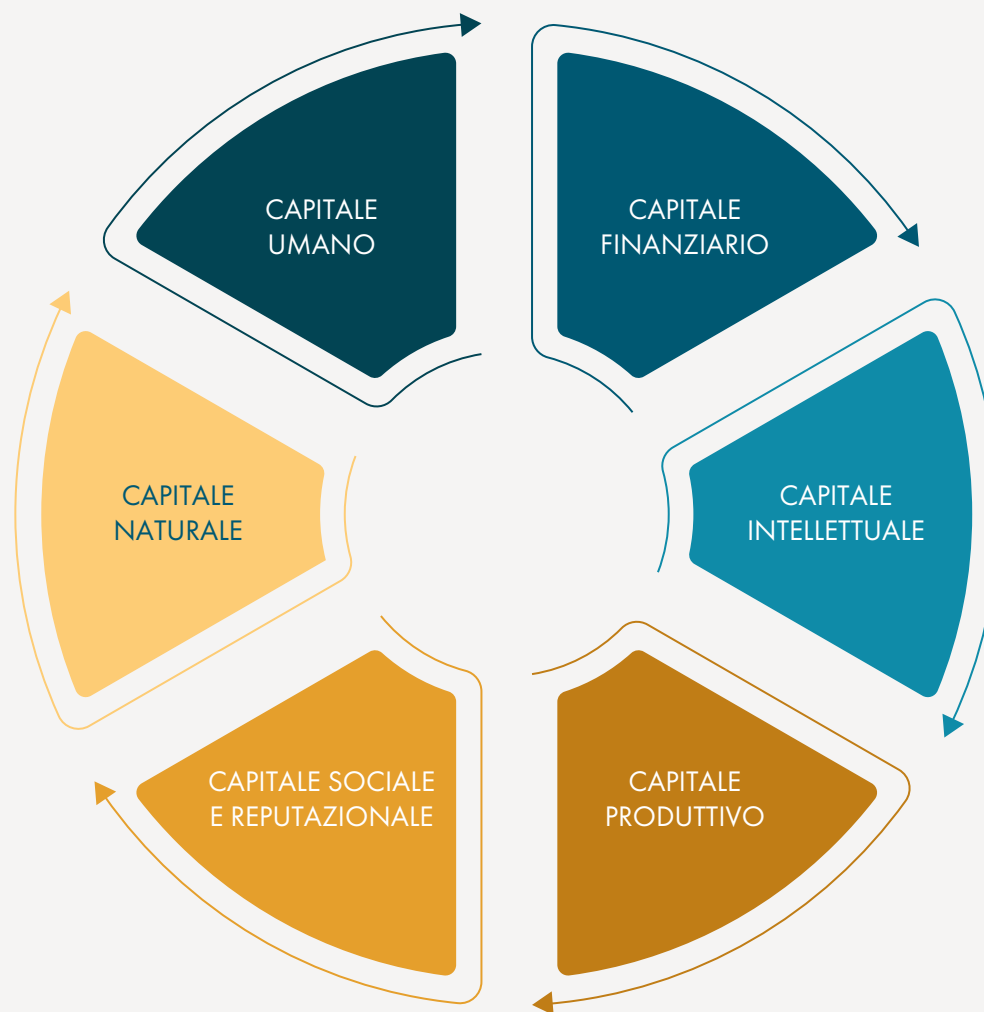 CAPITALE
UMANO
CAPITALE
FINANZIARIO
CAPITALE
NATURALE
CAPITALE
INTELLETTUALE
CAPITALE SOCIALE
E REPUTAZIONALE
CAPITALE
PRODUTTIVO